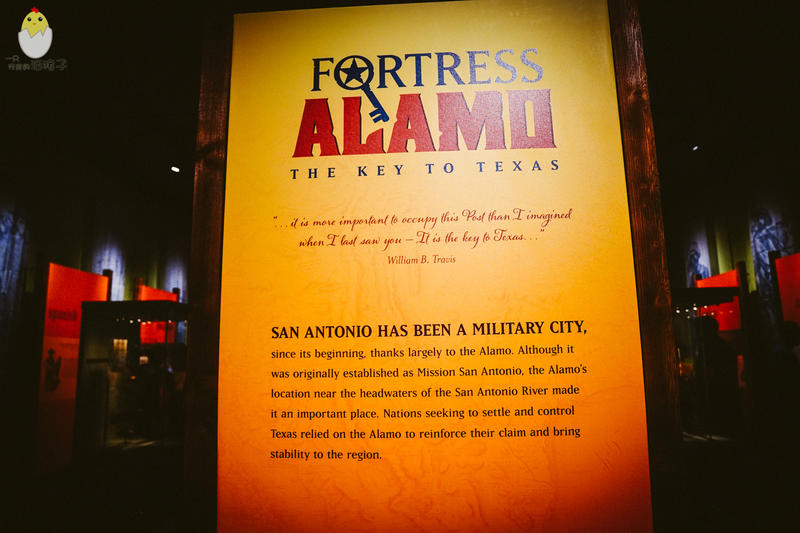 FORTRESS
ALAMO
THE KEY TO TEXAS
“. . . it is more important to occupy this Post than I imagined
when I last saw you – It is the key to Texas. . .”
William B. Travis
SAN ANTONIO HAS BEEN A MILITARY CITY,
since its beginning, thanks largely to the Alamo. Although it
was originally established as Mission San Antonio, the Alamo’s
location near the headwaters of the San Antonio River made
it an important place. Nations seeking to settle and control
Texas relied on the Alamo to reinforce their claim and bring
stability to the region.